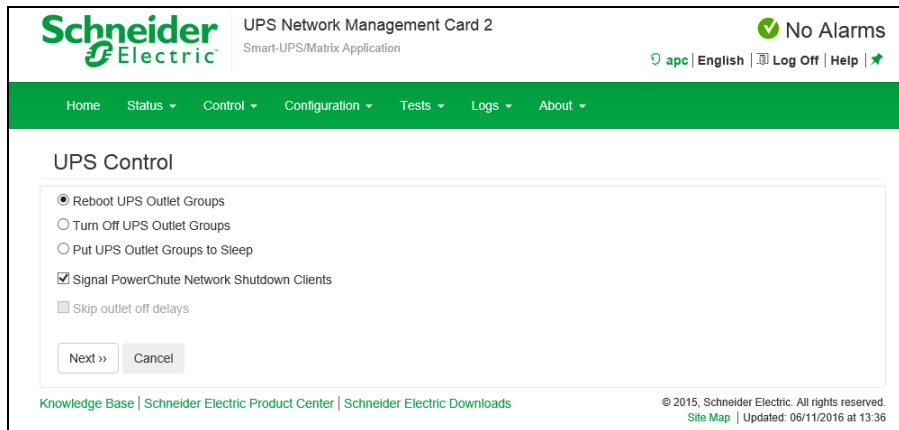 Schneider Electric
UPS Network Management Card 2
Smart-UPS/Matrix Application
No Alarms
apc | English | Log Off | Help |
Home Status Control Configuration Tests Logs About
UPS Control
Reboot UPS Outlet Groups
Turn Off UPS Outlet Groups
Put UPS Outlet Groups to Sleep
Signal PowerChute Network Shutdown Clients
Skip outlet off delays
Next ›› Cancel
Knowledge Base | Schneider Electric Product Center | Schneider Electric Downloads
© 2015, Schneider Electric. All rights reserved.
Site Map | Updated: 06/11/2016 at 13:36